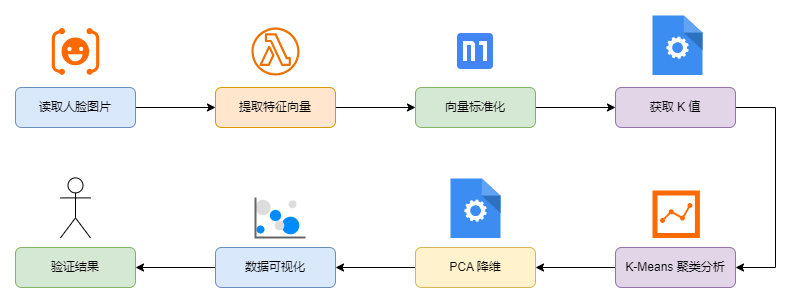 读取人脸图片
提取特征向量
n1
向量标准化
获取 K 值
K-Means 聚类分析
PCA 降维
数据可视化
验证结果